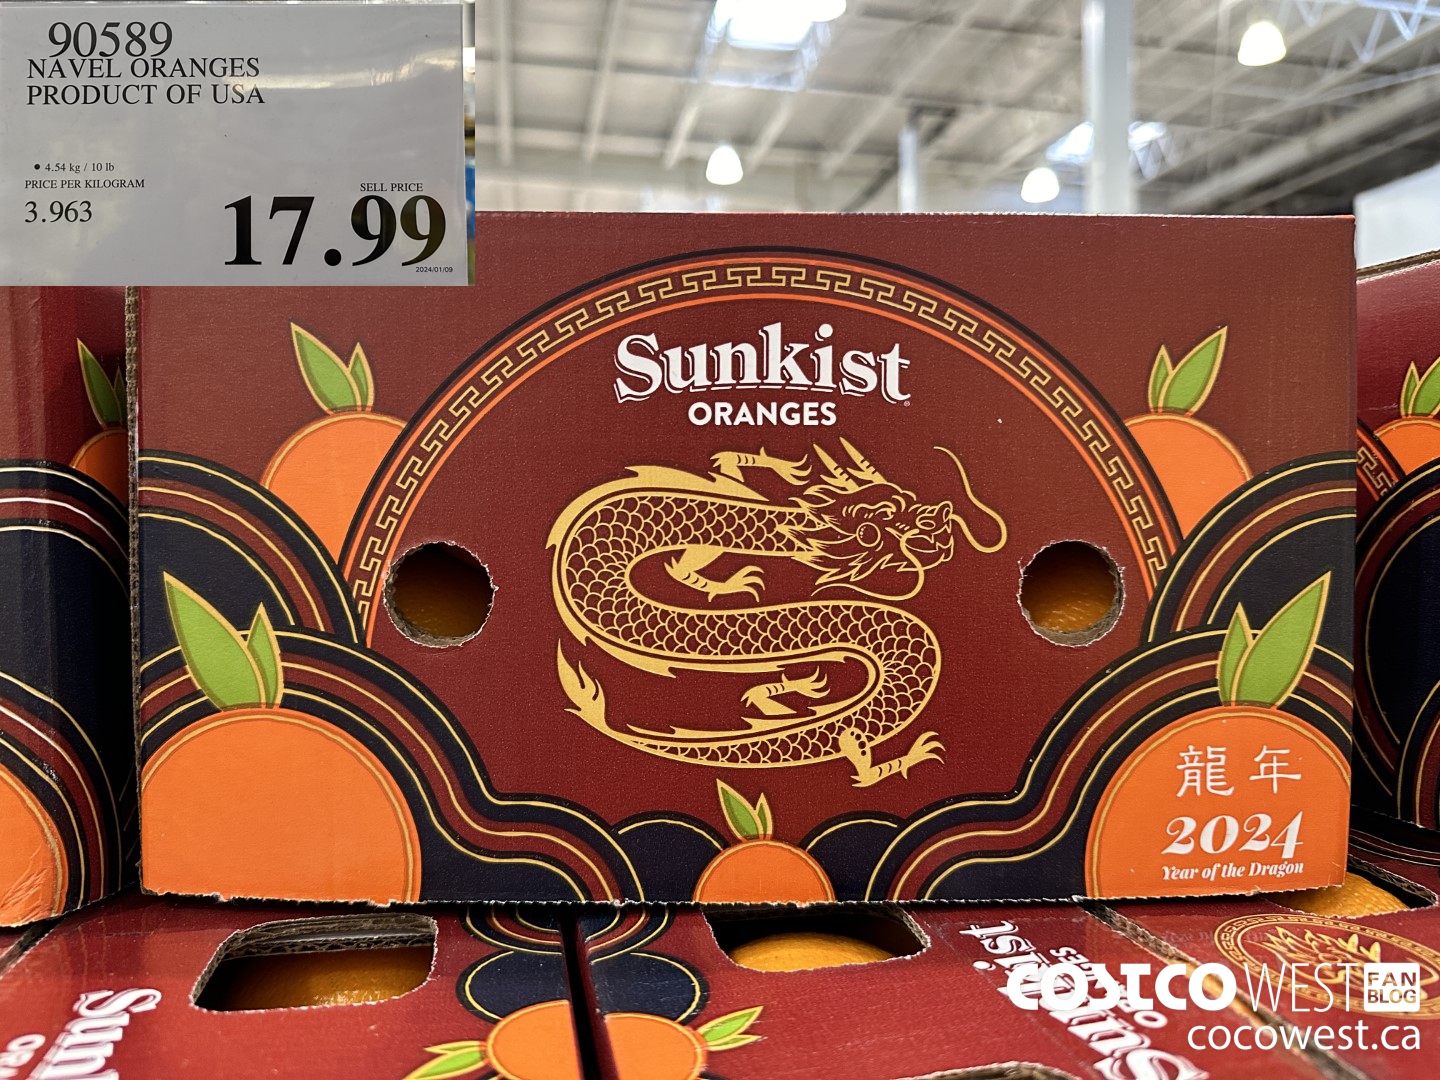 90589
NAVEL ORANGES
PRODUCT OF USA
• 4.54 kg / 10 lb
PRICE PER KILOGRAM
3.963
SELL PRICE
17.99
2024/01/09
Sunkist
ORANGES
龍年
2024
Year of the Dragon
Sunkist
COSTCO WEST FAN BLOG
cocowest.ca